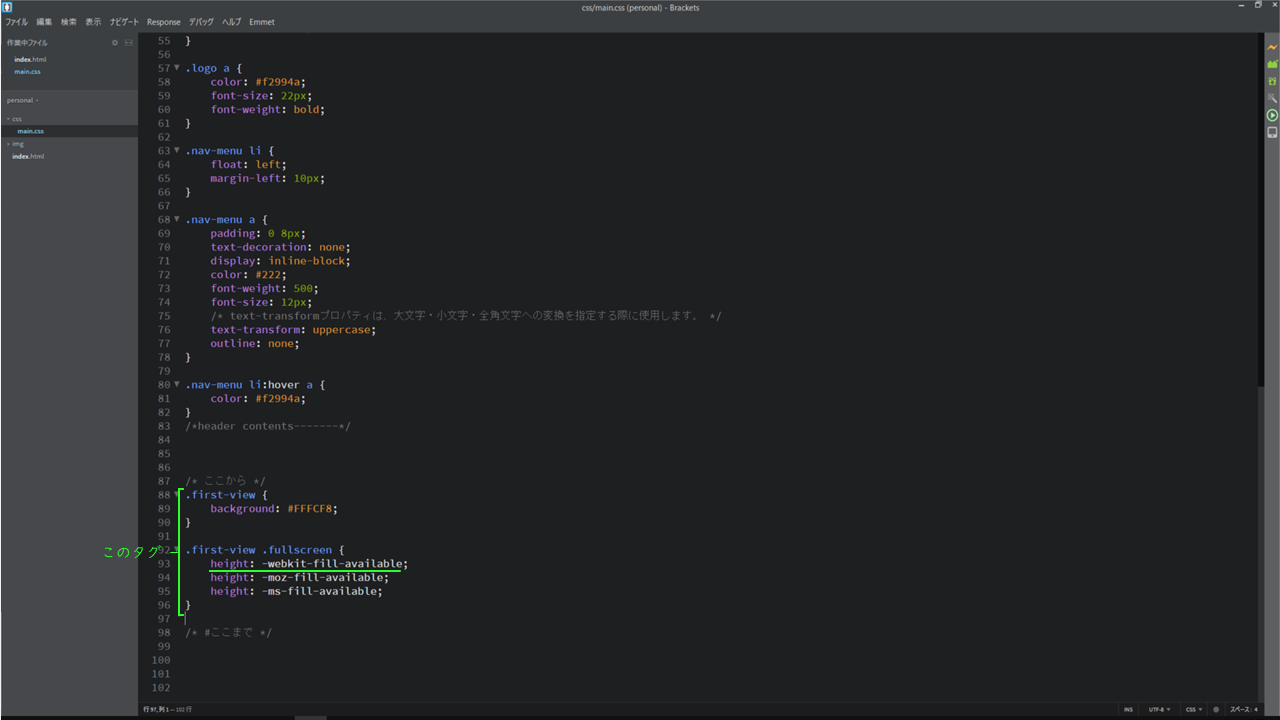 css/main.css (personal) - Brackets
ファイル 編集 検索 表示 ナビゲート Response デバッグ ヘルプ Emmet
作業中ファイル
index.html
main.css
personal
css
main.css
img
index.html
55 }
56
57 .logo a {
58 color: #f2994a;
59 font-size: 22px;
60 font-weight: bold;
61 }
62
63 .nav-menu li {
64 float: left;
65 margin-left: 10px;
66 }
67
68 .nav-menu a {
69 padding: 0 8px;
70 text-decoration: none;
71 display: inline-block;
72 color: #222;
73 font-weight: 500;
74 font-size: 12px;
75 /* text-transformプロパティは、大文字・小文字・全角文字への変換を指定する際に使用します。 */
76 text-transform: uppercase;
77 outline: none;
78 }
79
80 .nav-menu li:hover a {
81 color: #f2994a;
82 }
83 /*header contents-------*/
84
85
86
87 /* ここから */
88 .first-view {
89 background: #FFFCF8;
90 }
91
このタグ
92 .first-view .fullscreen {
93 height: -webkit-fill-available;
94 height: -moz-fill-available;
95 height: -ms-fill-available;
96 }
97
98 /* #ここまで */
99
100
101
102
行 97, 列 1 — 102 行 INS UTF-8 CSS スペース: 4